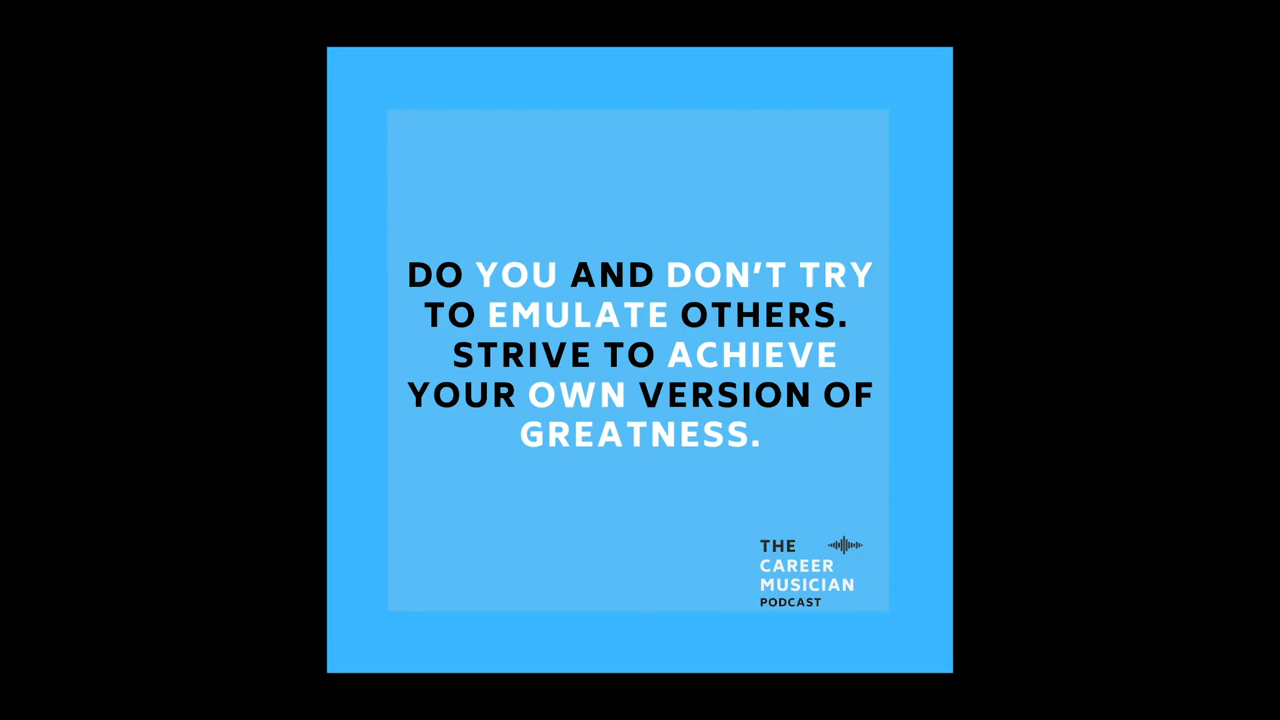 DO YOU AND DON'T TRY
TO EMULATE OTHERS.
STRIVE TO ACHIEVE
YOUR OWN VERSION OF
GREATNESS.
THE
CAREER
MUSICIAN
PODCAST